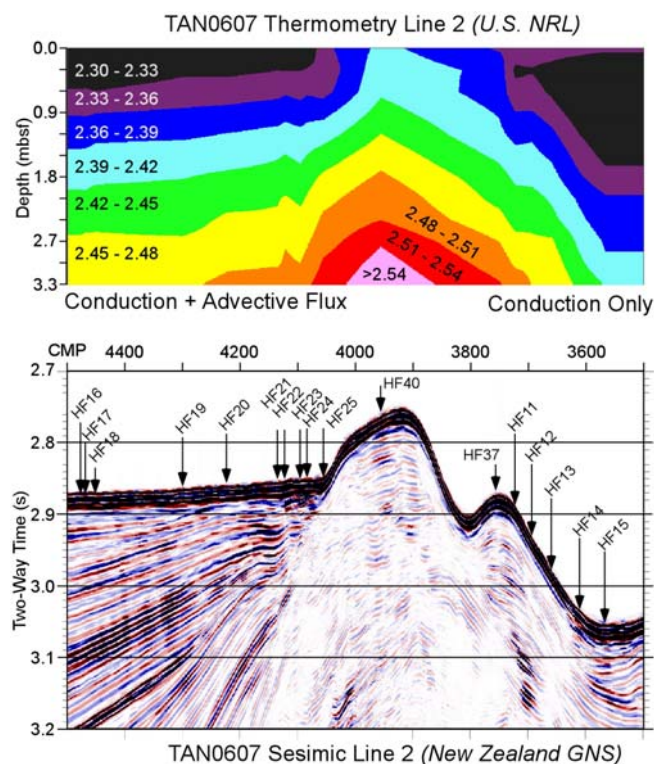 TAN0607 Thermometry Line 2 (U.S. NRL)
0.0
0.9
1.8
2.7
3.3
Depth (mbsf)
2.30 - 2.33
2.33 - 2.36
2.36 - 2.39
2.39 - 2.42
2.42 - 2.45
2.45 - 2.48
2.48 - 2.51
2.51 - 2.54
>2.54
Conduction + Advective Flux
Conduction Only
CMP 4400 4200 4000 3800 3600
2.7
2.8
2.9
3.0
3.1
3.2
Two-Way Time (s)
HF16
HF17
HF18
HF19
HF20
HF21
HF22
HF23
HF24
HF25
HF40
HF37
HF11
HF12
HF13
HF14
HF15
TAN0607 Sesimic Line 2 (New Zealand GNS)